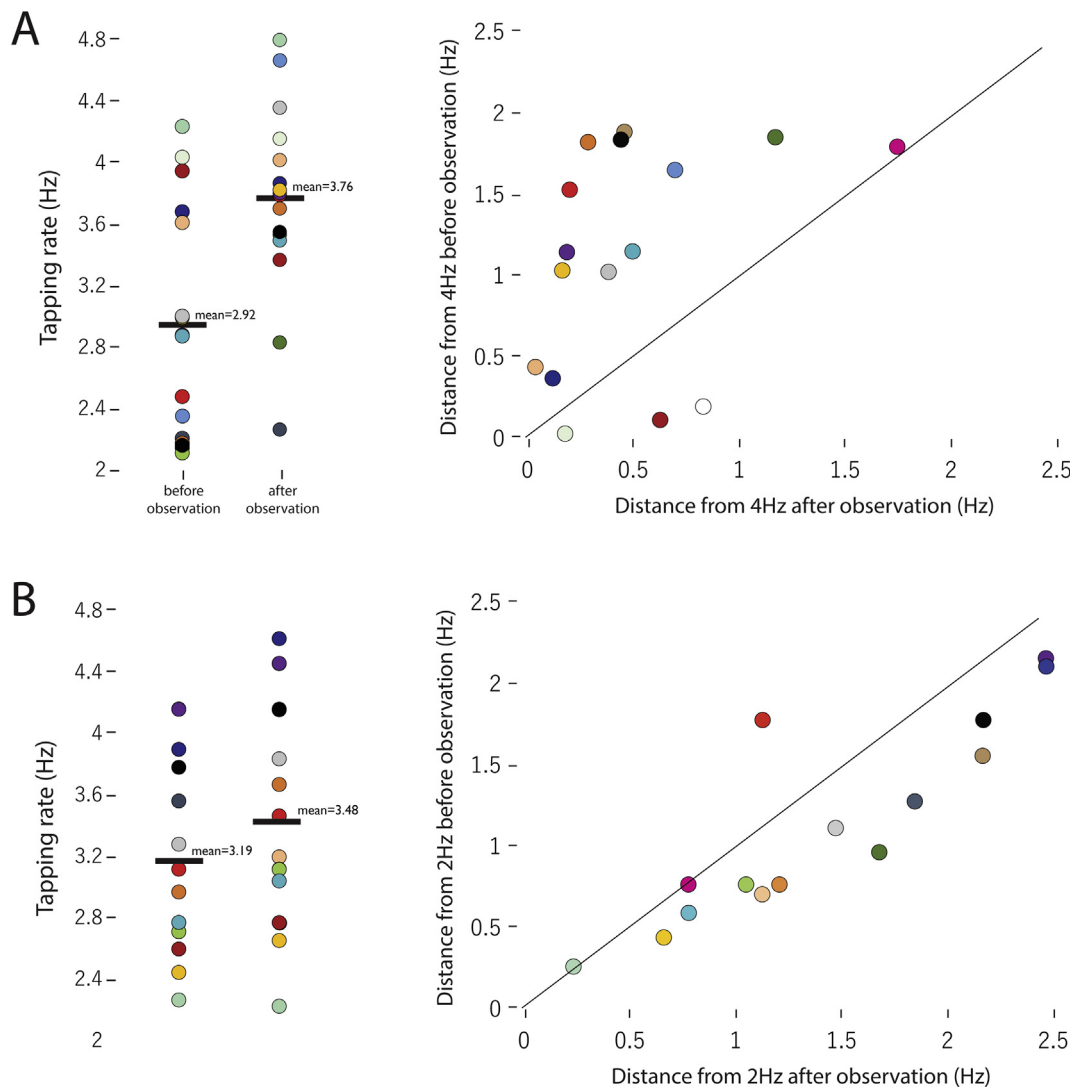 A
Tapping rate (Hz)
4.8
4.4
4
3.6
3.2
2.8
2.4
2
mean=2.92
mean=3.76
before
observation
after
observation
Distance from 4Hz before observation (Hz)
2.5
2
1.5
1
0.5
0
0
0.5
1
1.5
2
2.5
Distance from 4Hz after observation (Hz)
B
Tapping rate (Hz)
4.8
4.4
4
3.6
3.2
2.8
2.4
2
mean=3.19
mean=3.48
Distance from 2Hz before observation (Hz)
2.5
2
1.5
1
0.5
0
0
0.5
1
1.5
2
2.5
Distance from 2Hz after observation (Hz)